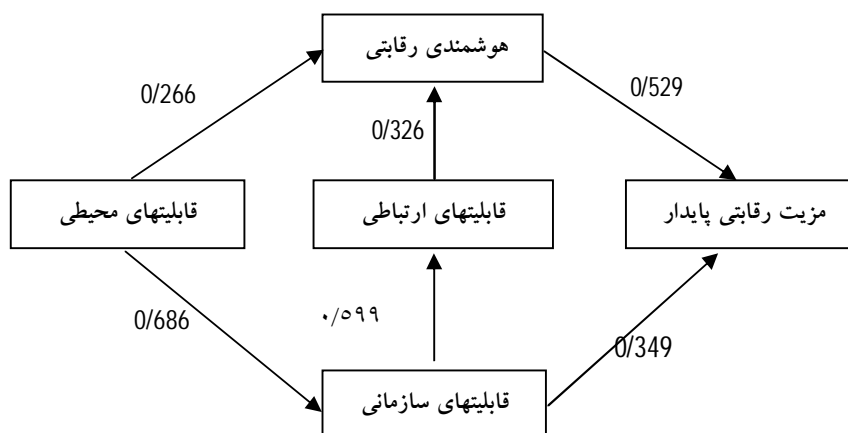 هوشمندی رقابتی
0/266
0/529
0/326
قابلیتهای محیطی
قابلیتهای ارتباطی
مزیت رقابتی پایدار
0/686
۰/۵۹۹
0/349
قابلیتهای سازمانی